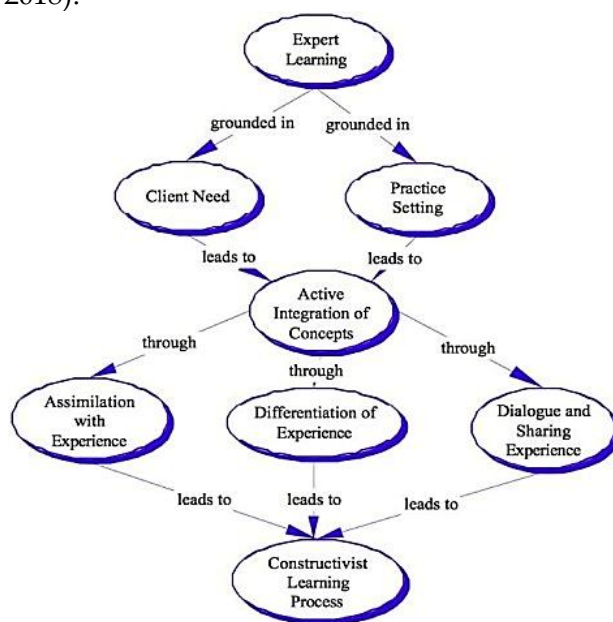 2018).
Expert
Learning
grounded in
grounded in
Client Need
Practice
Setting
leads to
leads to
Active
Integration of
Concepts
through
through
through
Assimilation
with
Experience
Differentiation of
Experience
Dialogue and
Sharing
Experience
leads to
leads to
leads to
Constructivist
Learning
Process